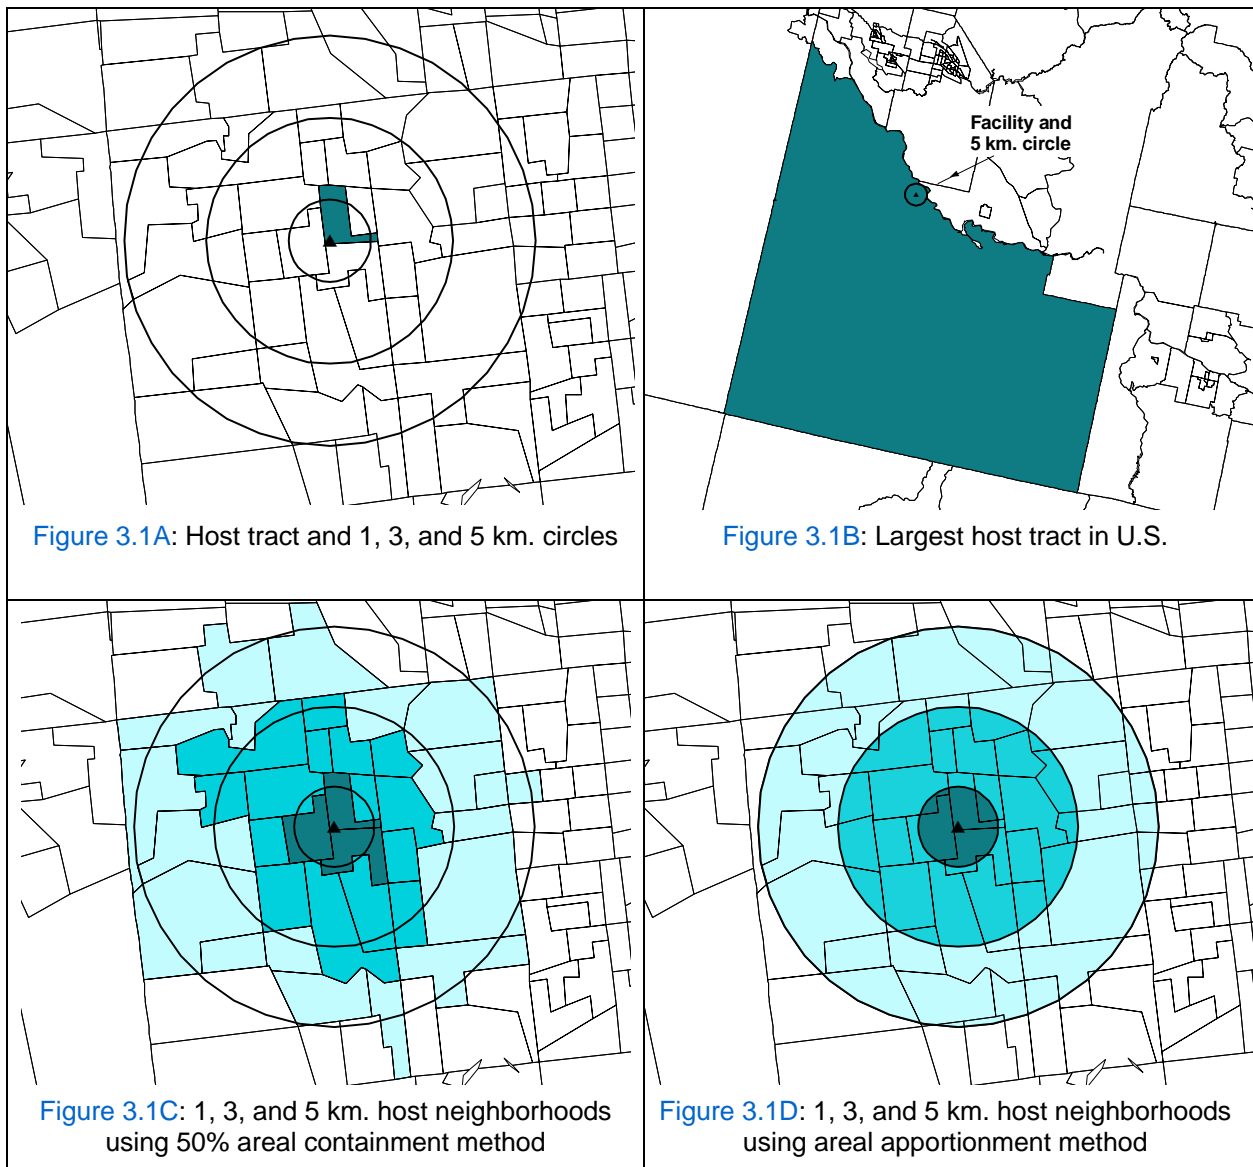 Facility and
5 km. circle
Figure 3.1A: Host tract and 1, 3, and 5 km. circles
Figure 3.1B: Largest host tract in U.S.
Figure 3.1C: 1, 3, and 5 km. host neighborhoods
using 50% areal containment method
Figure 3.1D: 1, 3, and 5 km. host neighborhoods
using areal apportionment method